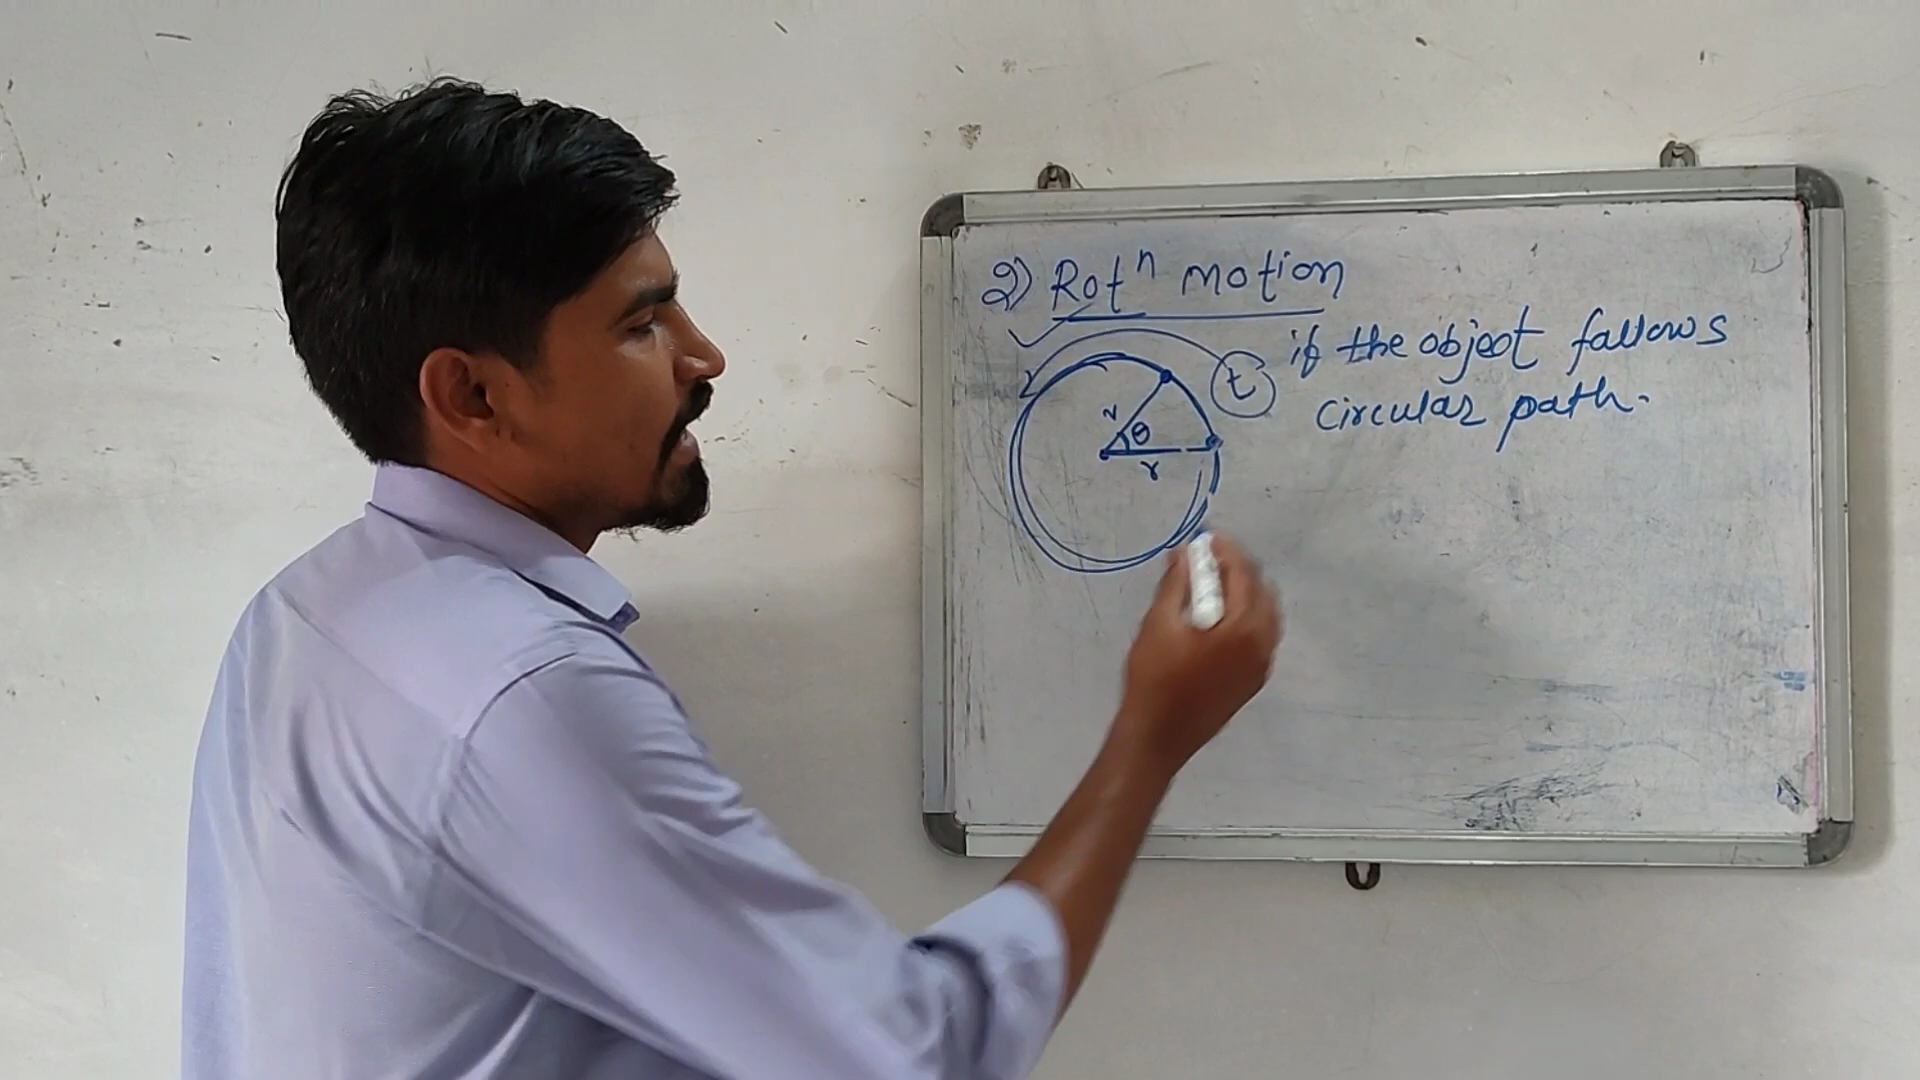 2) Rotⁿ motion
if the object fallows
circular path.
t
r
θ
r